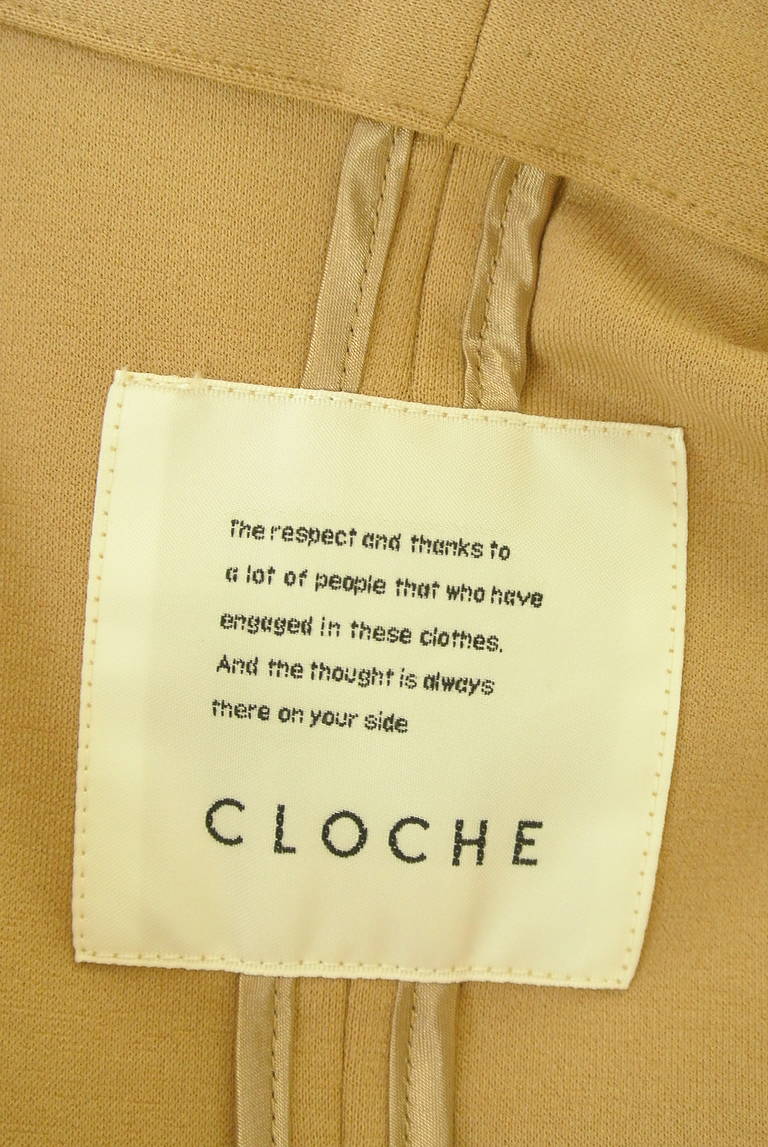 The respect and thanks to
a lot of people that who have
engaged in these clothes.
And the thought is always
there on your side
CLOCHE